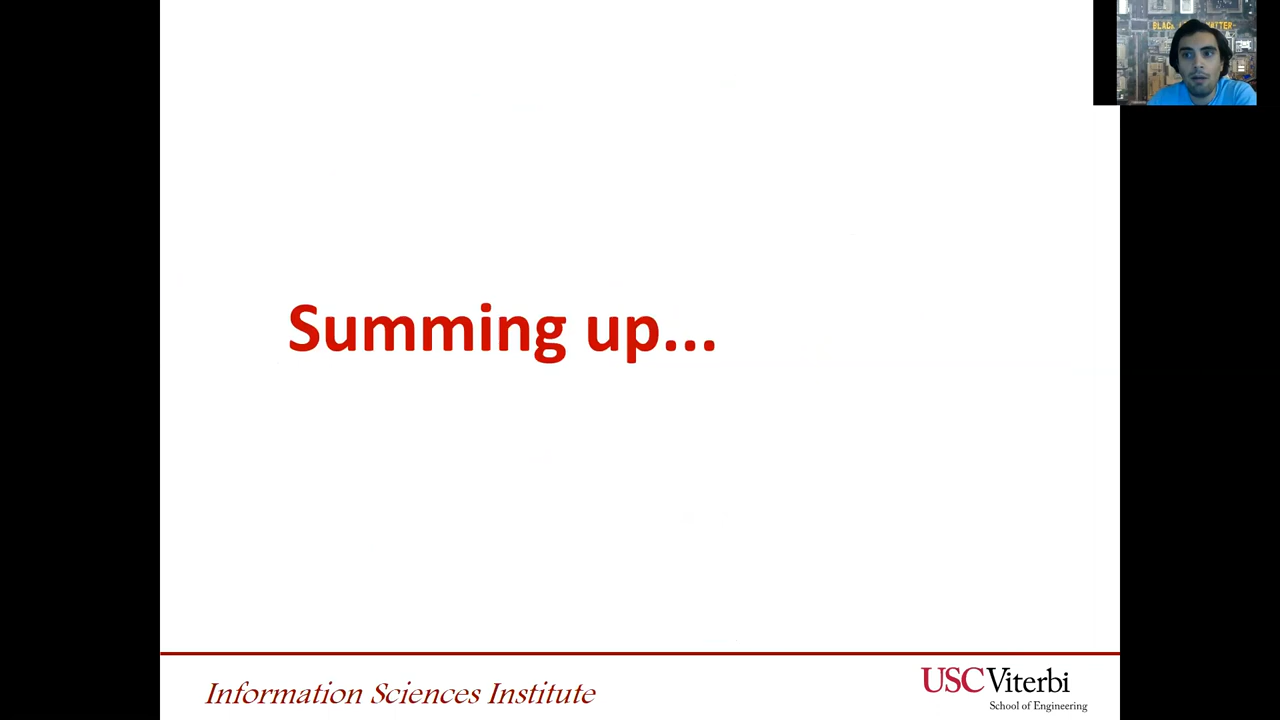 Summing up...
Information Sciences Institute
USC Viterbi
School of Engineering